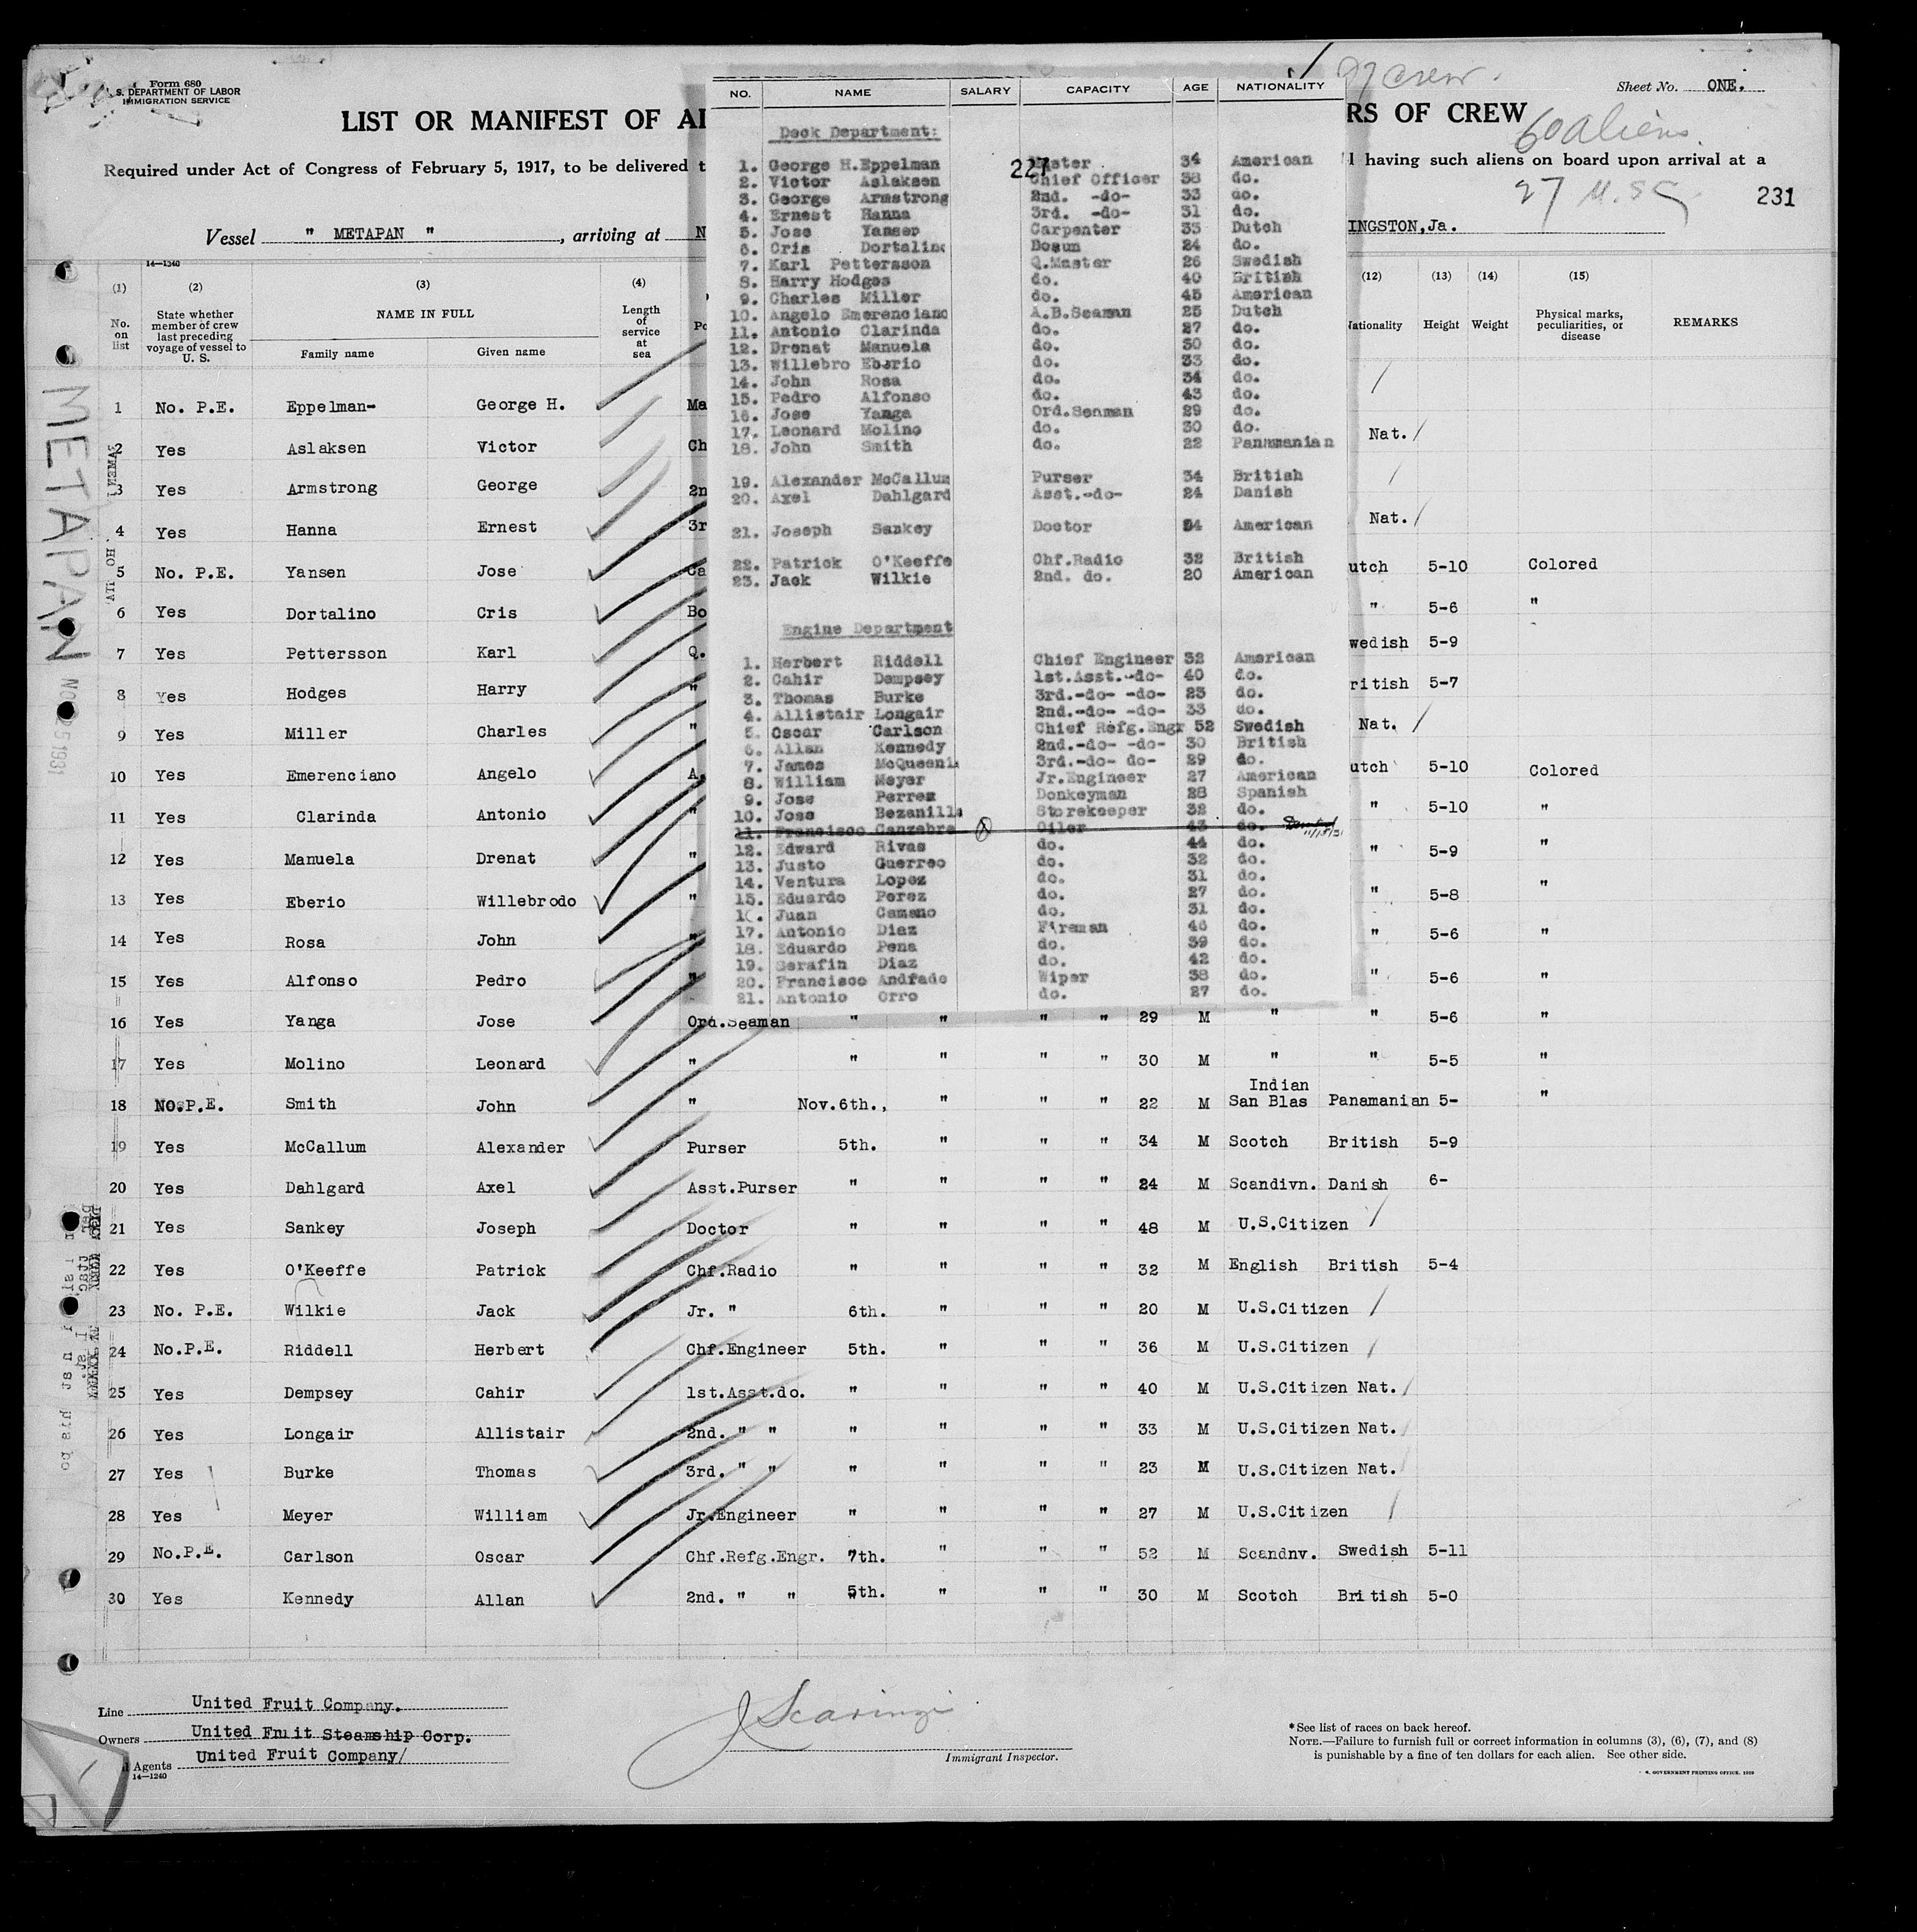 Form 680
S. DEPARTMENT OF LABOR
IMMIGRATION SERVICE
Sheet No. ONE.
LIST OR MANIFEST OF AL
RS OF CREW
97 Crew.
60 aliens
27 U.S.C.
Required under Act of Congress of February 5, 1917, to be delivered t
l having such aliens on board upon arrival at a
231
Vessel " METAPAN " , arriving at N
INGSTON,Ja.
NO. NAME SALARY CAPACITY AGE NATIONALITY
Deck Department:
227
1. George H.Eppelman Master 34 American
2. Victor Aslaksen Chief Officer 38 do.
3. George Armstrong 2nd. -do- 33 do.
4. Ernest Hanna 3rd. -do- 31 do.
5. Jose Yansen Carpenter 33 Dutch
6. Cris Dortalino Bosun 24 do.
7. Karl Pettersson Q.Master 26 Swedish
8. Harry Hodges do. 40 British
9. Charles Miller do. 45 American
10. Angelo Emerenciano A.B.Seaman 25 Dutch
11. Antonio Clarinda do. 27 do.
12. Drenat Manuela do. 30 do.
13. Willebro Eberio do. 33 do.
14. John Rosa do. 34 do.
15. Pedro Alfonso do. 43 do.
16. Jose Yanga Ord.Seaman 29 do.
17. Leonard Molino do. 30 do.
18. John Smith do. 22 Panamanian
19. Alexander McCallum Purser 34 British
20. Axel Dahlgard Asst.-do- 24 Danish
21. Joseph Sankey Doctor American
22. Patrick O'Keeffe Chf.Radio 32 British
23. Jack Wilkie 2nd. do. 20 American
Engine Department
1. Herbert Riddell Chief Engineer 32 American
2. Cahir Dempsey 1st.Asst.-do- 40 do.
3. Thomas Burke 3rd.-do- -do- 23 do.
4. Allistair Longair 2nd.-do- -do- 33 do.
5. Oscar Carlson Chief Refg.Engr 52 Swedish
6. Allan Kennedy 2nd.-do- -do- 30 British
7. James McQueeni 3rd.-do- do- 29 do.
8. William Meyer Jr.Engineer 27 American
9. Jose Perrez Donkeyman 28 Spanish
10. Jose Bezanilla Storekeeper 32 do.
11. Francisco Canzebre Oiler 43 do. Deserted 11/15/31
12. Edward Rivas do. 44 do.
13. Justo Guerreo do. 32 do.
14. Ventura Lopez do. 31 do.
15. Eduardo Perez do. 27 do.
16. Juan Camano do. 31 do.
17. Antonio Diaz Fireman 46 do.
18. Eduardo Pena do. 39 do.
19. Serafin Diaz do. 42 do.
20. Francisco Andrade Wiper 38 do.
21. Antonio Orro do. 27 do.
14—1240
(1) (2) (3) (4) (12) (13) (14) (15)
No. on list
State whether member of crew last preceding voyage of vessel to U. S.
NAME IN FULL
Family name Given name
Length of service at sea
Po
Nationality Height Weight
Physical marks, peculiarities, or disease
REMARKS
1 No. P.E. Eppelman- George H. Ma
2 Yes Aslaksen Victor Ch Nat.
3 Yes Armstrong George 2n
4 Yes Hanna Ernest 3r Nat.
5 No. P.E. Yansen Jose Ca utch 5-10 Colored
6 Yes Dortalino Cris Bo " 5-6 "
7 Yes Pettersson Karl Q. wedish 5-9
8 Yes Hodges Harry " ritish 5-7
9 Yes Miller Charles " Nat.
10 Yes Emerenciano Angelo A. utch 5-10 Colored
11 Yes Clarinda Antonio " " 5-10 "
12 Yes Manuela Drenat " " 5-9 "
13 Yes Eberio Willebrodo " " 5-8 "
14 Yes Rosa John " " 5-6 "
15 Yes Alfonso Pedro " " 5-6 "
16 Yes Yanga Jose Ord.Seaman " " " " 29 M " " 5-6 "
17 Yes Molino Leonard " " " " " 30 M " " 5-5 "
18 No.P.E. Smith John " Nov.6th., " " " 22 M Indian San Blas Panamanian 5- "
19 Yes McCallum Alexander Purser 5th. " " " 34 M Scotch British 5-9
20 Yes Dahlgard Axel Asst.Purser " " " " 24 M Scandivn. Danish 6-
21 Yes Sankey Joseph Doctor " " " " 48 M U.S.Citizen
22 Yes O'Keeffe Patrick Chf.Radio " " " " 32 M English British 5-4
23 No. P.E. Wilkie Jack Jr. " 6th. " " " 20 M U.S.Citizen
24 No.P.E. Riddell Herbert Chf.Engineer 5th. " " " 36 M U.S.Citizen
25 Yes Dempsey Cahir 1st.Asst.do. " " " " 40 M U.S.Citizen Nat.
26 Yes Longair Allistair 2nd. " " " " " " 33 M U.S.Citizen Nat.
27 Yes Burke Thomas 3rd. " " " " " " 23 M U.S.Citizen Nat.
28 Yes Meyer William Jr.Engineer " " " " 27 M U.S.Citizen
29 No.P.E. Carlson Oscar Chf.Refg.Engr. 7th. " " " 52 M Scandnv. Swedish 5-11
30 Yes Kennedy Allan 2nd. " " 5th. " " " 30 M Scotch British 5-0
METAPAN
NOV 25 1931
Line United Fruit Company.
Owners United Fruit Steamship Corp.
Agents United Fruit Company/
14—1240
J Scaringi
Immigrant Inspector.
* See list of races on back hereof.
NOTE.—Failure to furnish full or correct information in columns (3), (6), (7), and (8)
is punishable by a fine of ten dollars for each alien. See other side.
S. GOVERNMENT PRINTING OFFICE. 1929